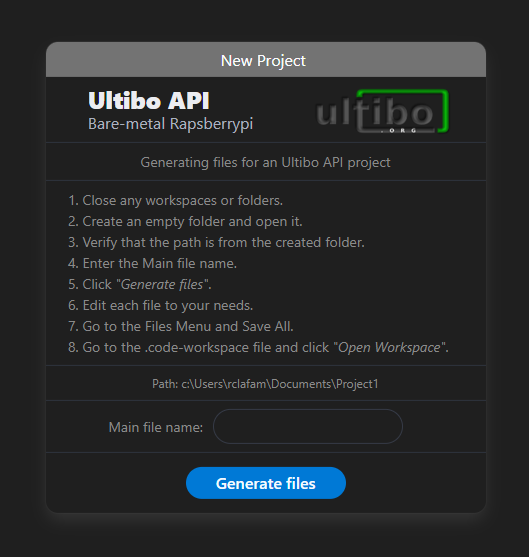 New Project
Ultibo API
Bare-metal Rapsberrypi
ultibo
.ORG
Generating files for an Ultibo API project
1. Close any workspaces or folders.
2. Create an empty folder and open it.
3. Verify that the path is from the created folder.
4. Enter the Main file name.
5. Click "Generate files".
6. Edit each file to your needs.
7. Go to the Files Menu and Save All.
8. Go to the .code-workspace file and click "Open Workspace".
Path: c:\Users\rclafam\Documents\Project1
Main file name:
Generate files